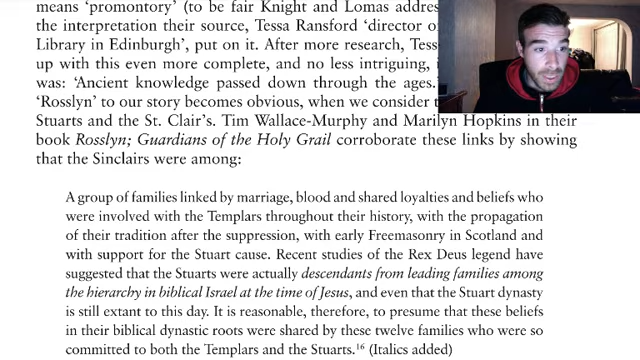 means ‘promontory’ (to be fair Knight and Lomas addres
the interpretation their source, Tessa Ransford ‘director o
Library in Edinburgh’, put on it. After more research, Tess
up with this even more complete, and no less intriguing, i
was: ‘Ancient knowledge passed down through the ages.
‘Rosslyn’ to our story becomes obvious, when we consider t
Stuarts and the St. Clair’s. Tim Wallace-Murphy and Marilyn Hopkins in their
book Rosslyn; Guardians of the Holy Grail corroborate these links by showing
that the Sinclairs were among:
A group of families linked by marriage, blood and shared loyalties and beliefs who
were involved with the Templars throughout their history, with the propagation
of their tradition after the suppression, with early Freemasonry in Scotland and
with support for the Stuart cause. Recent studies of the Rex Deus legend have
suggested that the Stuarts were actually descendants from leading families among
the hierarchy in biblical Israel at the time of Jesus, and even that the Stuart dynasty
is still extant to this day. It is reasonable, therefore, to presume that these beliefs
in their biblical dynastic roots were shared by these twelve families who were so
committed to both the Templars and the Stuarts.¹⁶ (Italics added)